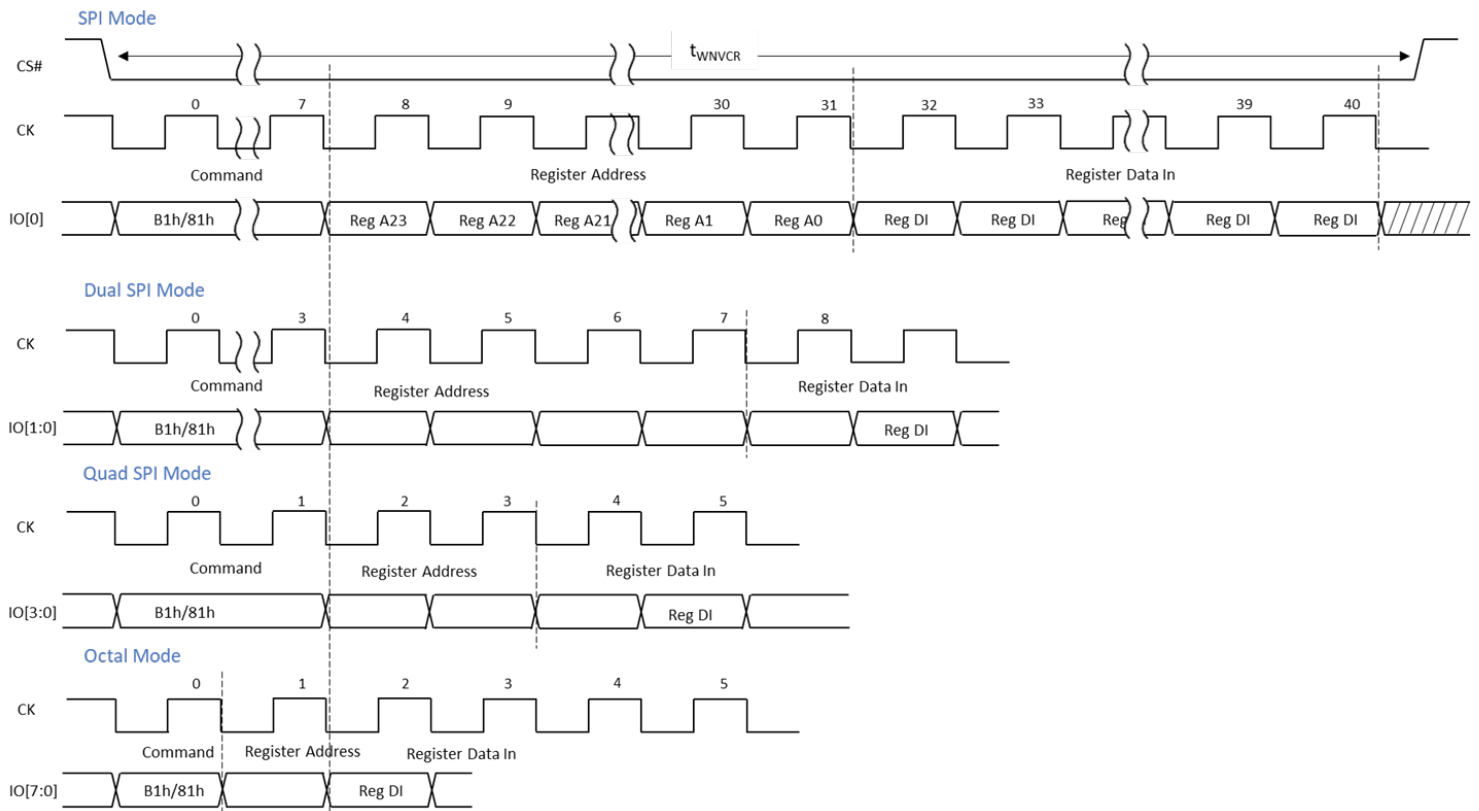 SPI Mode
CS#
tWNVCR
CK
0 7 8 9 30 31 32 33 39 40
Command Register Address Register Data In
IO[0]
B1h/81h Reg A23 Reg A22 Reg A21 Reg A1 Reg A0 Reg DI Reg DI Reg Reg DI Reg DI
Dual SPI Mode
CK
0 3 4 5 6 7 8
Command Register Address Register Data In
IO[1:0]
B1h/81h Reg DI
Quad SPI Mode
CK
0 1 2 3 4 5
Command Register Address Register Data In
IO[3:0]
B1h/81h Reg DI
Octal Mode
CK
0 1 2 3 4 5
Command Register Address Register Data In
IO[7:0]
B1h/81h Reg DI